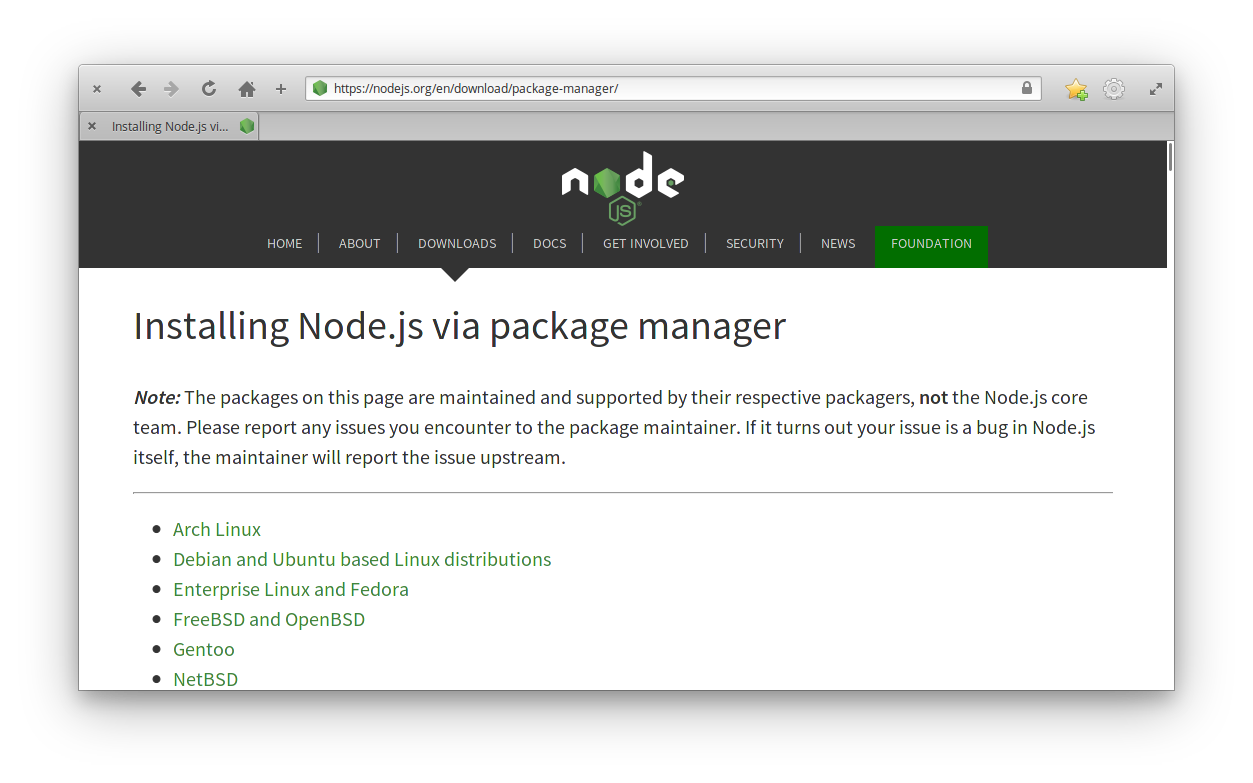 https://nodejs.org/en/download/package-manager/
Installing Node.js vi...
node
JS
HOME
ABOUT
DOWNLOADS
DOCS
GET INVOLVED
SECURITY
NEWS
FOUNDATION
Installing Node.js via package manager
Note: The packages on this page are maintained and supported by their respective packagers, not the Node.js core
team. Please report any issues you encounter to the package maintainer. If it turns out your issue is a bug in Node.js
itself, the maintainer will report the issue upstream.
Arch Linux
Debian and Ubuntu based Linux distributions
Enterprise Linux and Fedora
FreeBSD and OpenBSD
Gentoo
NetBSD